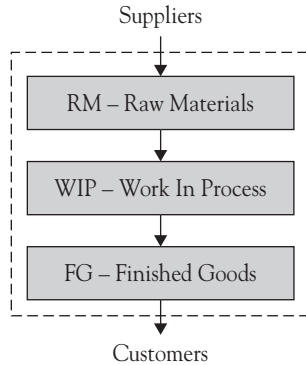 Suppliers
RM – Raw Materials
WIP – Work In Process
FG – Finished Goods
Customers